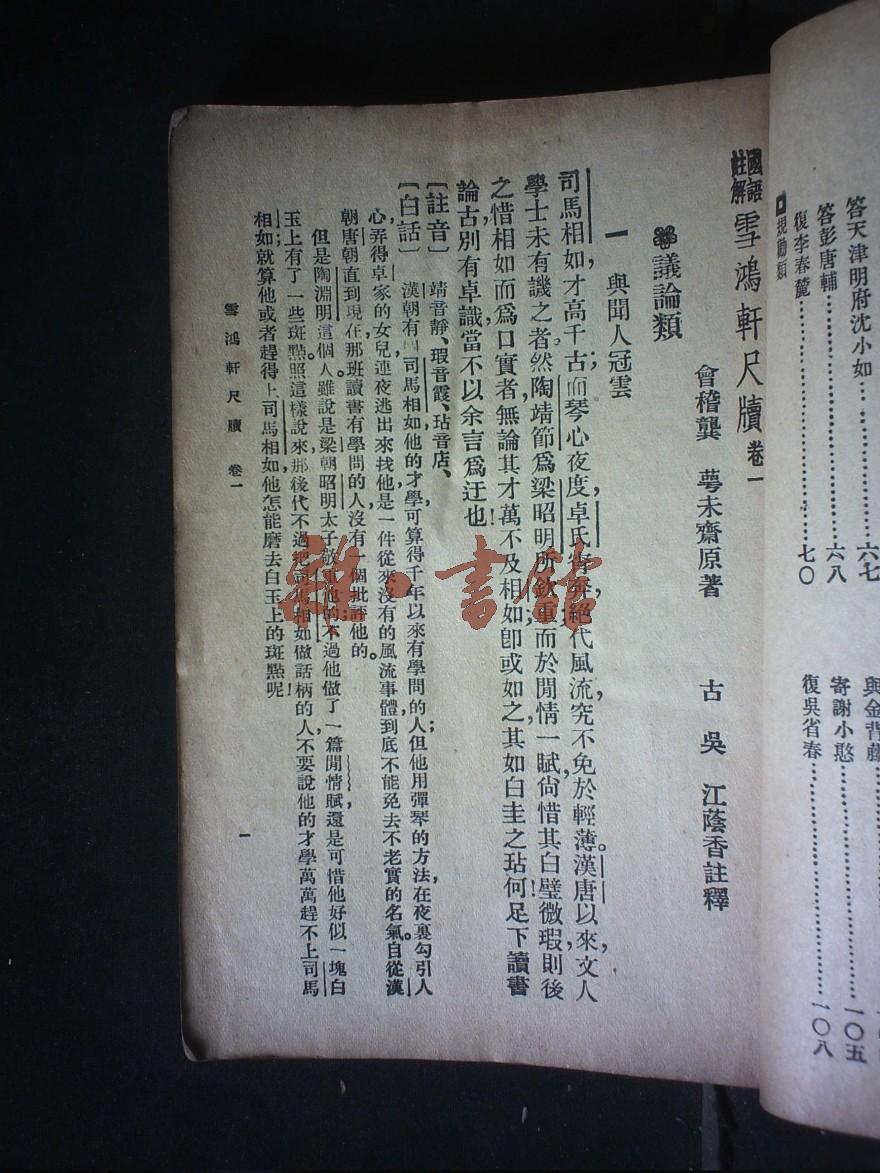 答天津明府沈小如……………六七
答彭唐輔……………六八
復李春麓……………七〇
規勸類
寄謝小愍……………一〇五
復吳省春……………一〇八
國語註解雪鴻軒尺牘卷一
會稽龔　萼未齋原著　古吳　江蔭香註釋
議論類
一　與聞人冠雲
司馬相如才高千古；而琴心夜度，卓氏宵奔，絕代風流，究不免於輕薄。漢唐以來，文人
學士未有譏之者。然陶靖節爲梁昭明所欽重，而於閒情一賦，尙惜其白璧微瑕，則後
之惜相如而爲口實者，無論其才萬不及相如，卽或如之，其如白圭之玷何！足下讀書
論古，別有卓識，當不以余言爲迂也！
〔註音〕靖音靜、瑕音霞、玷音店、
〔白話〕漢朝有　司馬相如，他的才學，可算得千年以來有學問的人；但他用彈琴的方法，在夜裏勾引人
心，弄得卓家的女兒，連夜逃出來找他，是一件從來沒有的風流事體，到底不能免去不老實的名氣。自從漢
朝唐朝直到現在，那班讀書有學問的人，沒有一個批評他的。
但是陶淵明這個人，雖說是梁朝昭明太子敬重他的；不過他做了一篇閒情賦，還是可惜他好似一塊白
玉上有了一些斑點，照這樣說來，那後代不過把司馬相如做話柄的人，不要說他的才學，萬萬趕不上司馬
相如；就算他或者趕得上司馬相如，他怎能磨去白玉上的斑點呢！
雪鴻軒尺牘　卷一
一
雜·書館